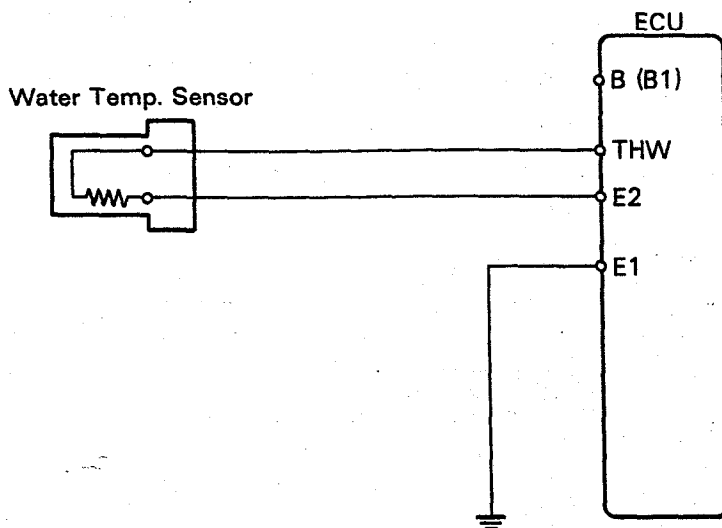 ECU
B (B1)
Water Temp. Sensor
THW
E2
E1